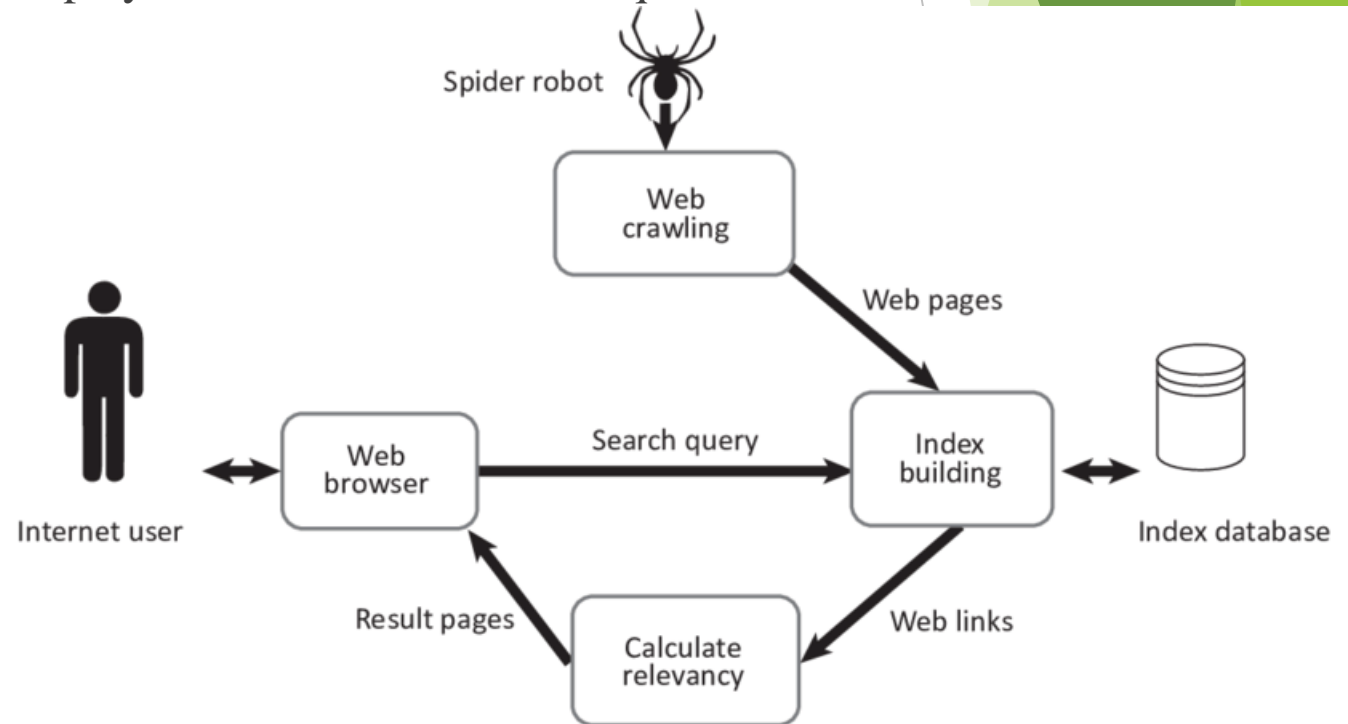 Spider robot
Web
crawling
Web pages
Search query
Web
browser
Index
building
Internet user
Index database
Result pages
Web links
Calculate
relevancy